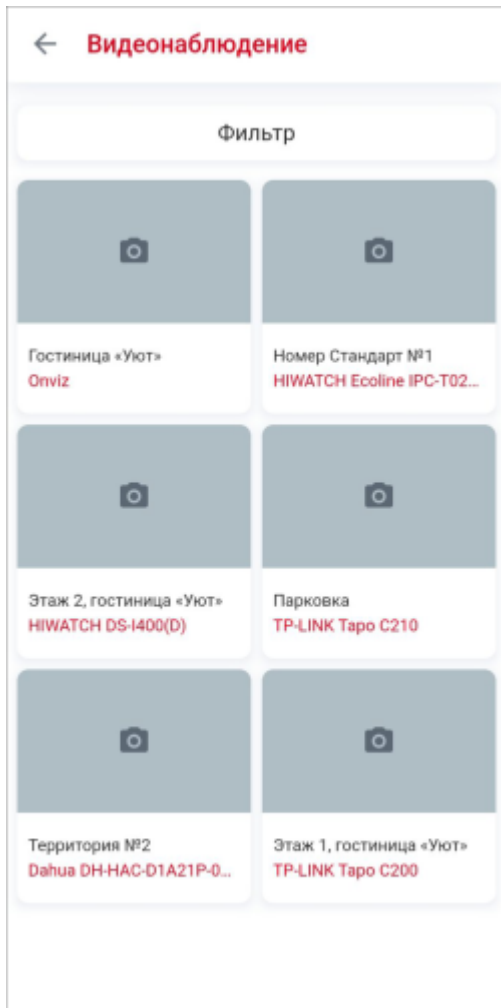 Видеонаблюдение
Фильтр
Гостиница «Уют»
Onviz
Номер Стандарт №1
HIWATCH Ecoline IPC-T02...
Этаж 2, гостиница «Уют»
HIWATCH DS-I400(D)
Парковка
TP-LINK Tapo C210
Территория №2
Dahua DH-HAC-D1A21P-0...
Этаж 1, гостиница «Уют»
TP-LINK Tapo C200